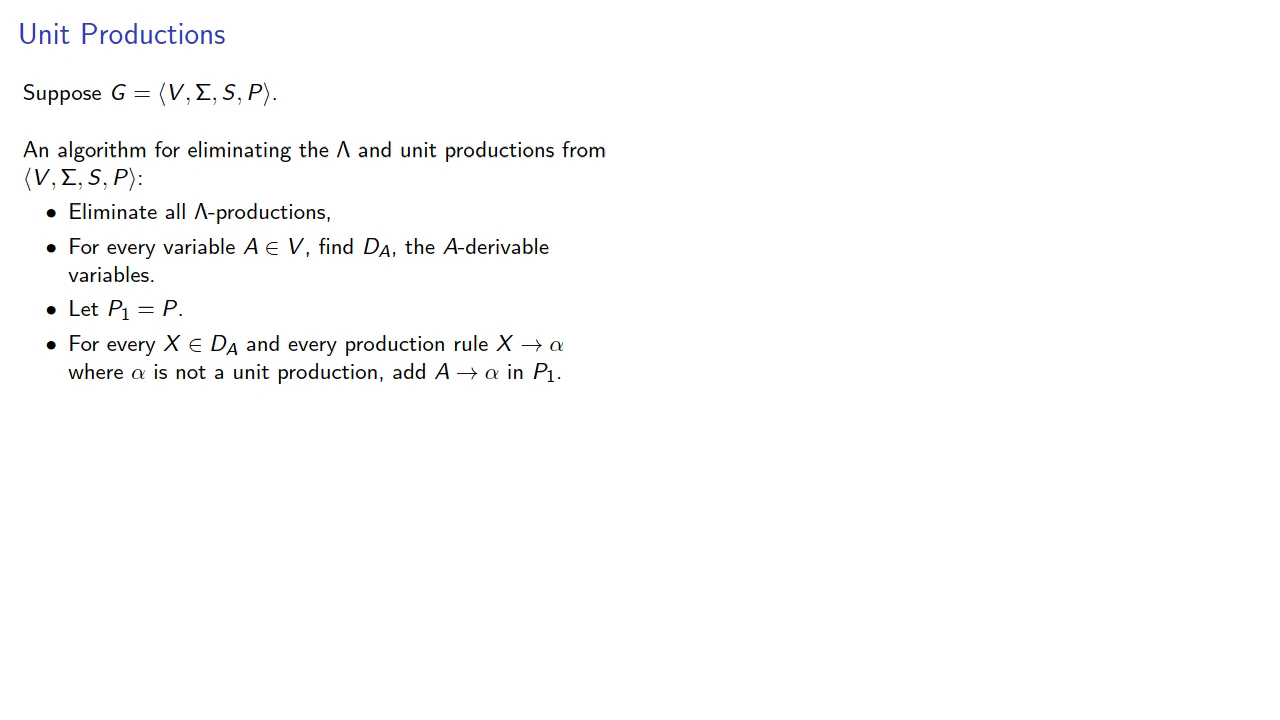 Unit Productions
Suppose G = ⟨V, Σ, S, P⟩.
An algorithm for eliminating the Λ and unit productions from
⟨V, Σ, S, P⟩:
• Eliminate all Λ-productions,
• For every variable A ∈ V, find D_A, the A-derivable
variables.
• Let P₁ = P.
• For every X ∈ D_A and every production rule X → α
where α is not a unit production, add A → α in P₁.